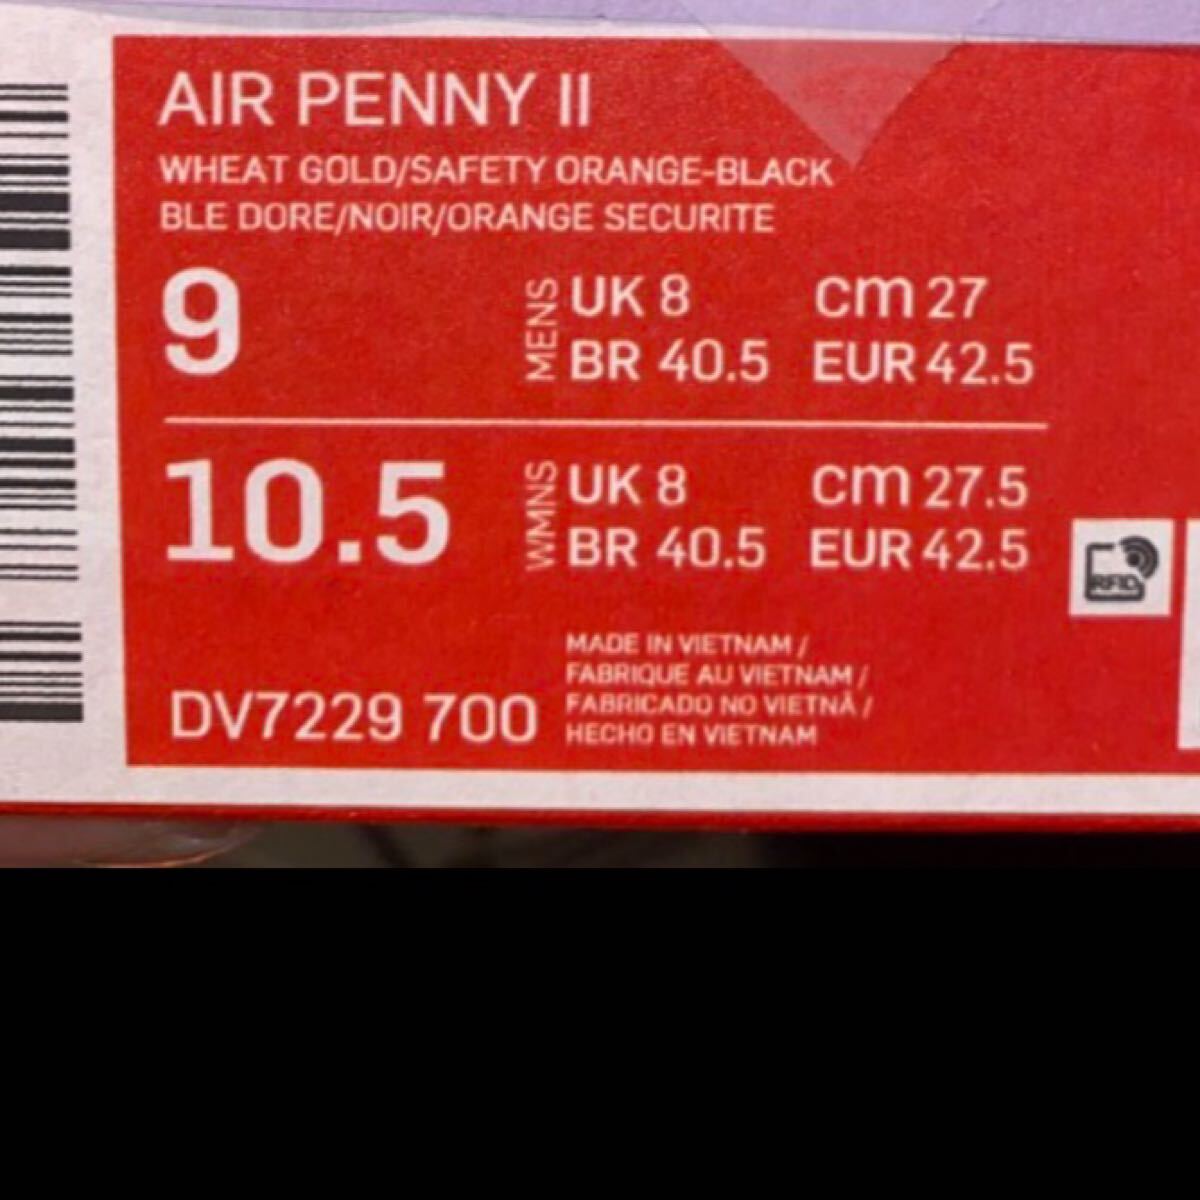 AIR PENNY II
WHEAT GOLD/SAFETY ORANGE-BLACK
BLE DORE/NOIR/ORANGE SECURITE
9 MENS UK 8 cm 27
BR 40.5 EUR 42.5
10.5 WMNS UK 8 cm 27.5
BR 40.5 EUR 42.5
RFID
MADE IN VIETNAM /
FABRIQUE AU VIETNAM /
FABRICADO NO VIETNÃ /
HECHO EN VIETNAM
DV7229 700